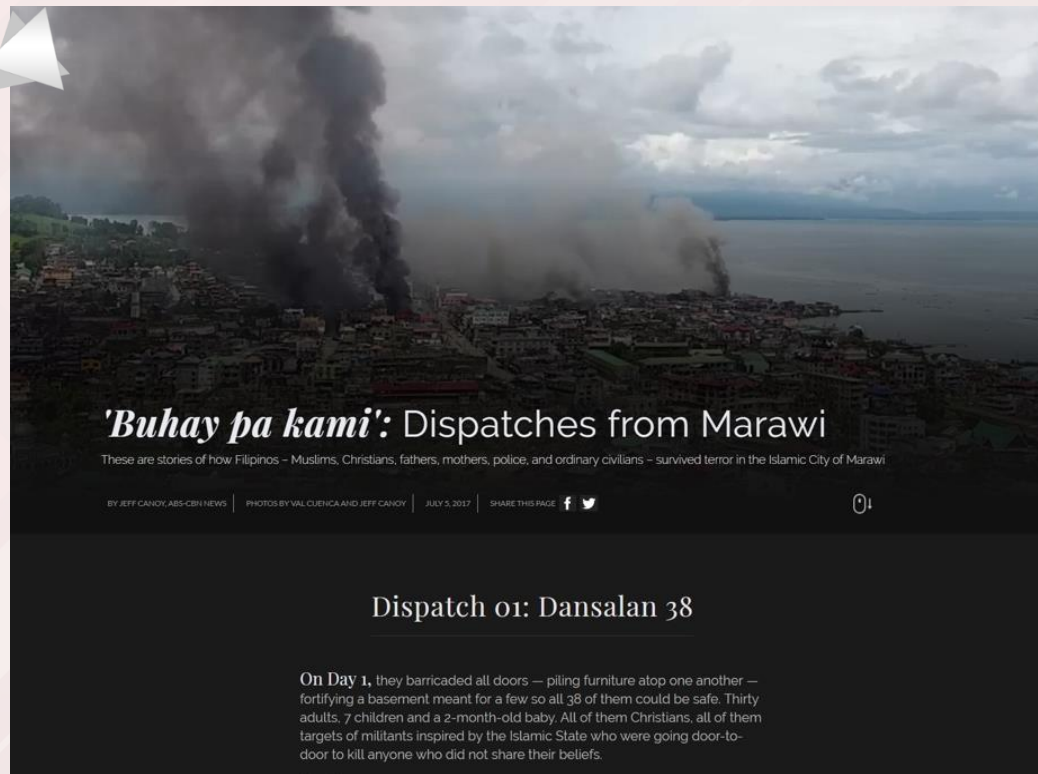 'Buhay pa kami': Dispatches from Marawi
These are stories of how Filipinos – Muslims, Christians, fathers, mothers, police, and ordinary civilians – survived terror in the Islamic City of Marawi
BY JEFF CANOY, ABS-CBN NEWS | PHOTOS BY VAL CUENCA AND JEFF CANOY | JULY 5, 2017 | SHARE THIS PAGE
Dispatch 01: Dansalan 38
On Day 1, they barricaded all doors — piling furniture atop one another —
fortifying a basement meant for a few so all 38 of them could be safe. Thirty
adults, 7 children and a 2-month-old baby. All of them Christians, all of them
targets of militants inspired by the Islamic State who were going door-to-
door to kill anyone who did not share their beliefs.